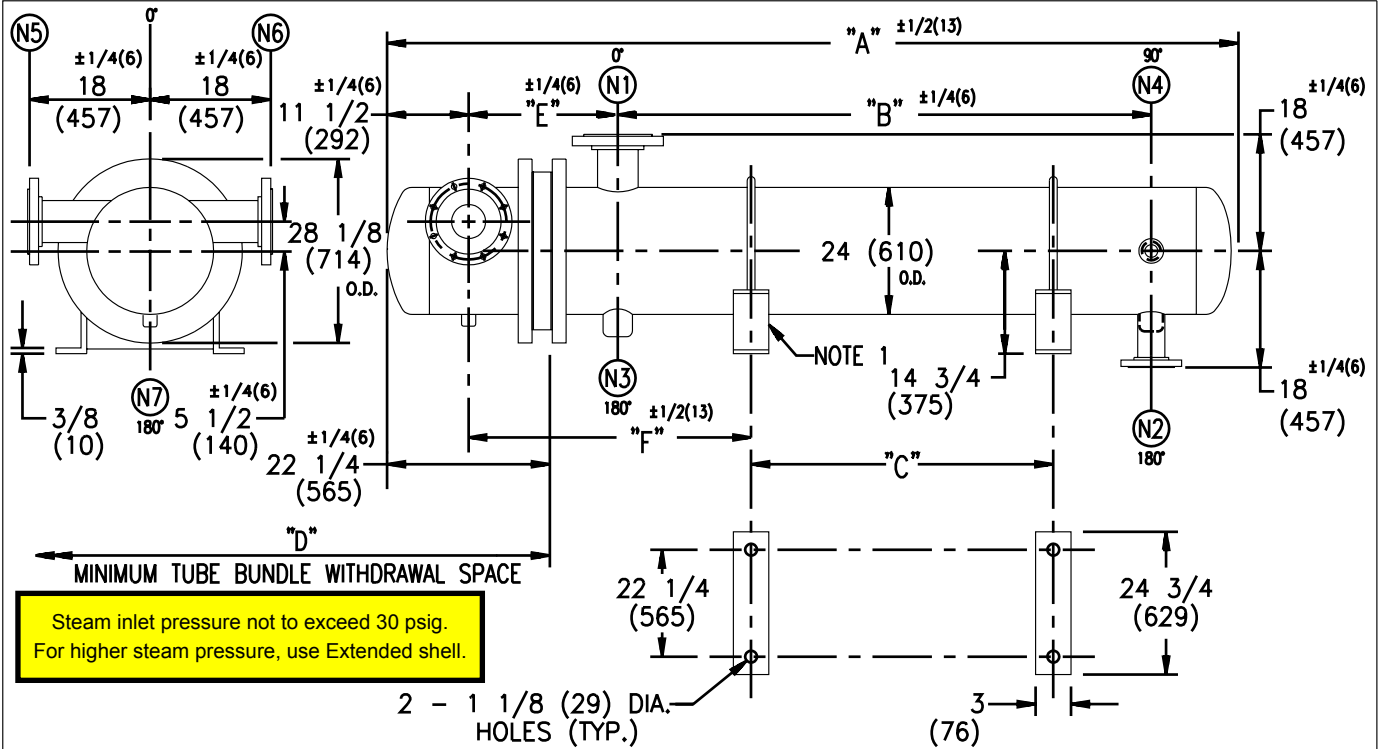 N5
0°
N6
±1/4(6)
18
(457)
±1/4(6)
18
(457)
±1/4(6)
11 1/2
(292)
±1/4(6)
"E"
0°
N1
"A" ±1/2(13)
"B" ±1/4(6)
90°
N4
±1/4(6)
18
(457)
28 1/8
(714)
O.D.
24 (610)
O.D.
3/8
(10)
N7
180°
±1/4(6)
5 1/2
(140)
N3
180°
NOTE 1
14 3/4
(375)
±1/4(6)
18
(457)
N2
180°
±1/4(6)
22 1/4
(565)
"F" ±1/2(13)
"C"
"D"
MINIMUM TUBE BUNDLE WITHDRAWAL SPACE
Steam inlet pressure not to exceed 30 psig.
For higher steam pressure, use Extended shell.
22 1/4
(565)
24 3/4
(629)
2 - 1 1/8 (29) DIA.
HOLES (TYP.)
3
(76)